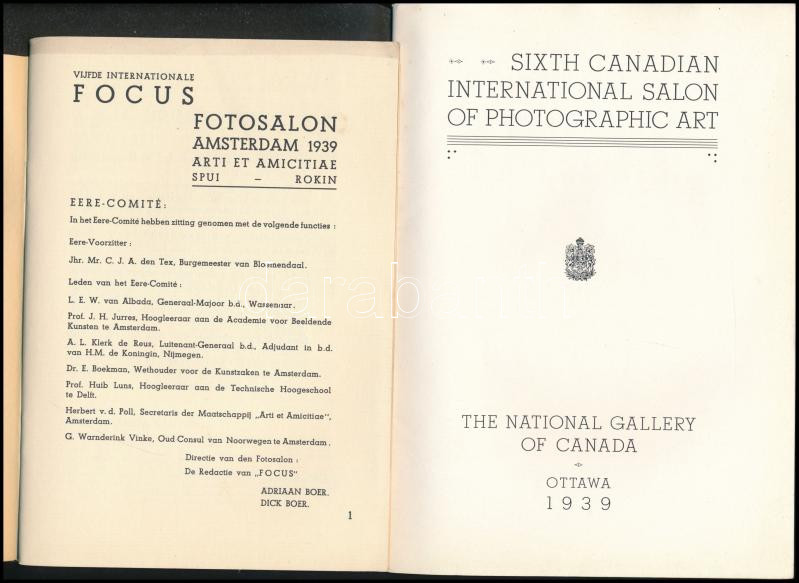 VIJFDE INTERNATIONALE
FOCUS
FOTOSALON
AMSTERDAM 1939
ARTI ET AMICITIAE
SPUI — ROKIN
EERE-COMITÉ:
In het Eere-Comité hebben zitting genomen met de volgende functies :
Eere-Voorzitter :
Jhr. Mr. C. J. A. den Tex, Burgemeester van Bloemendaal.
Leden van het Eere-Comité :
L. E. W. van Albada, Generaal-Majoor b.d., Wassenaar.
Prof. J. H. Jurres, Hoogleeraar aan de Academie voor Beeldende
Kunsten te Amsterdam.
A. L. Klerk de Reus, Luitenant-Generaal b.d., Adjudant in b.d.
van H.M. de Koningin, Nijmegen.
Dr. E. Boekman, Wethouder voor de Kunstzaken te Amsterdam.
Prof. Huib Luns, Hoogleeraar aan de Technische Hoogeschool
te Delft.
Herbert v. d. Poll, Secretaris der Maatschappij „Arti et Amicitiae",
Amsterdam.
G. Warnderink Vinke, Oud Consul van Noorwegen te Amsterdam.
Directie van den Fotosalon :
De Redactie van „FOCUS"
ADRIAAN BOER.
DICK BOER.
1
SIXTH CANADIAN
INTERNATIONAL SALON
OF PHOTOGRAPHIC ART
THE NATIONAL GALLERY
OF CANADA
OTTAWA
1939